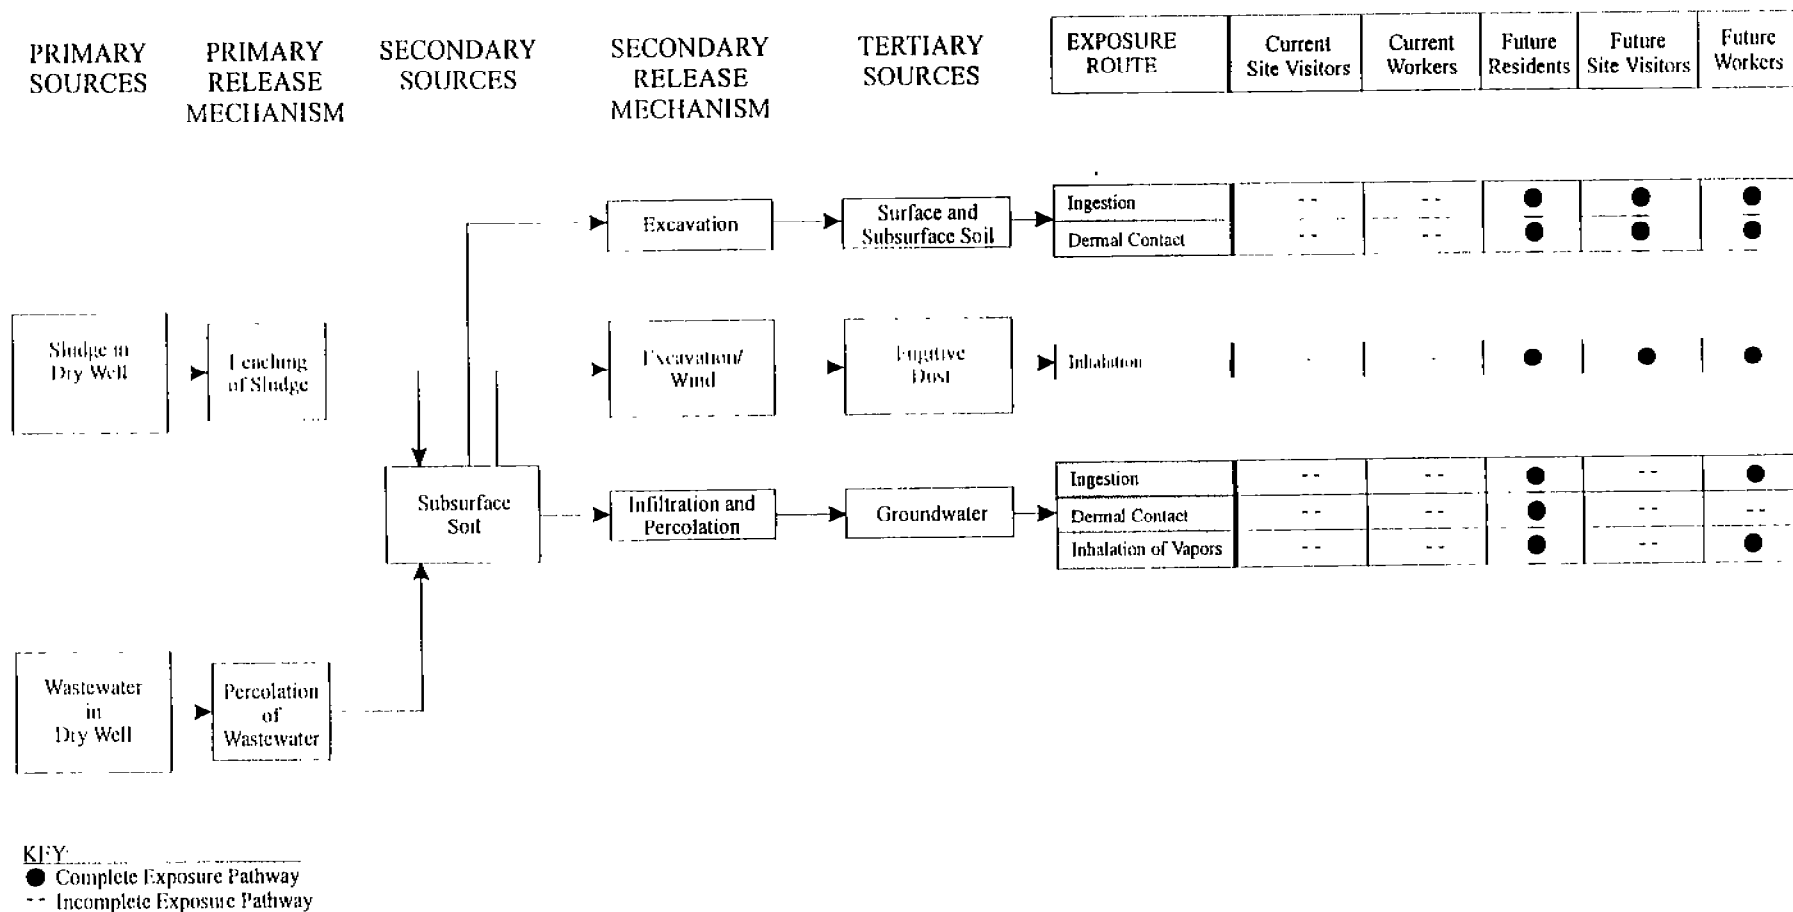 PRIMARY
SOURCES
PRIMARY
RELEASE
MECHANISM
SECONDARY
SOURCES
SECONDARY
RELEASE
MECHANISM
TERTIARY
SOURCES
EXPOSURE
ROUTE
Current
Site Visitors
Current
Workers
Future
Residents
Future
Site Visitors
Future
Workers
Excavation
Surface and
Subsurface Soil
Ingestion -- -- ● ● ●
Dermal Contact -- -- ● ● ●
Sludge in
Dry Well
Leaching
of Sludge
Excavation/
Wind
Fugitive
Dust
Inhalation - - ● ● ●
Subsurface
Soil
Infiltration and
Percolation
Groundwater
Ingestion -- -- ● -- ●
Dermal Contact -- -- ● -- --
Inhalation of Vapors -- -- ● -- ●
Wastewater
in
Dry Well
Percolation
of
Wastewater
KEY:
● Complete Exposure Pathway
-- Incomplete Exposure Pathway